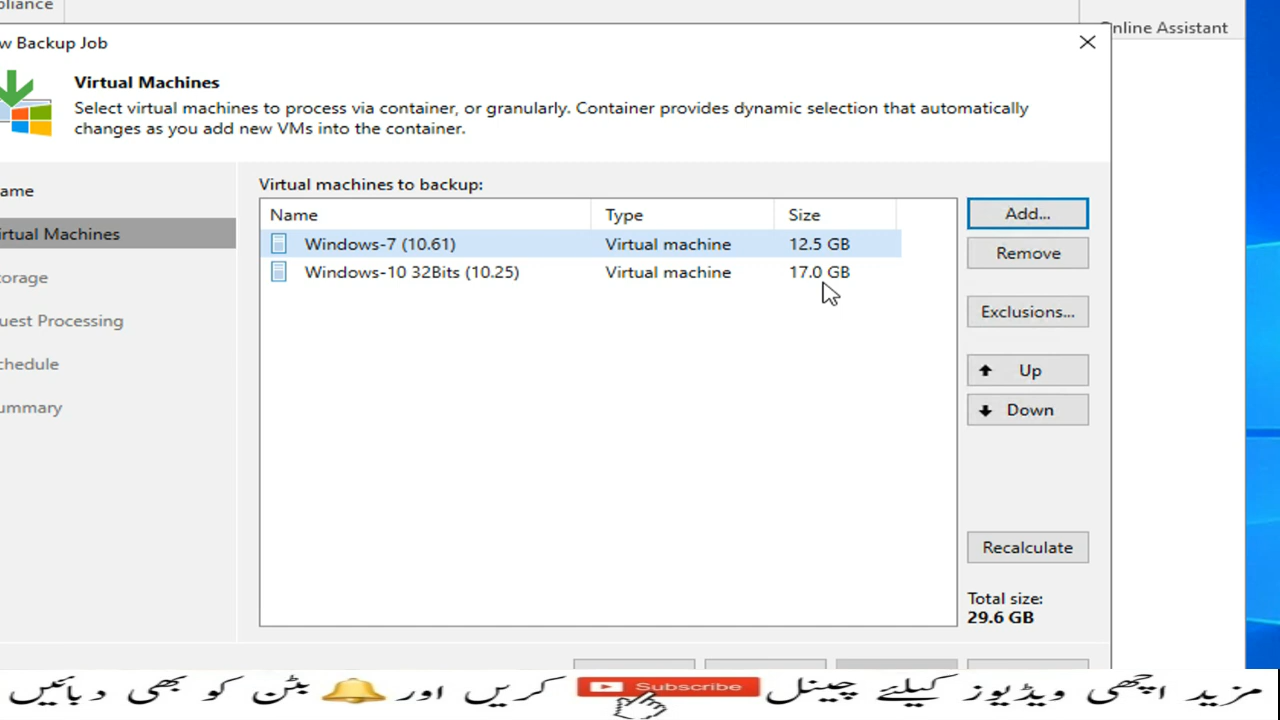 pliance
Online Assistant
w Backup Job
Virtual Machines
Select virtual machines to process via container, or granularly. Container provides dynamic selection that automatically
changes as you add new VMs into the container.
ame
irtual Machines
torage
uest Processing
chedule
ummary
Virtual machines to backup:
Name Type Size
Windows-7 (10.61) Virtual machine 12.5 GB
Windows-10 32Bits (10.25) Virtual machine 17.0 GB
Add...
Remove
Exclusions...
Up
Down
Recalculate
Total size:
29.6 GB
مزید اچھی ویڈیوز کیلئے چینل Subscribe کریں اور بٹن کو بھی دبائیں